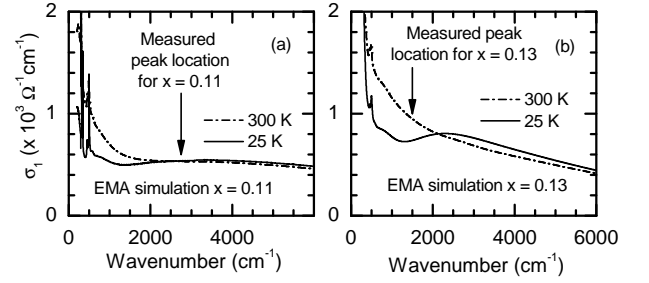 2
1
0
σ₁ (x 10³ Ω⁻¹cm⁻¹)
Measured
peak location
for x = 0.11
(a)
300 K
25 K
EMA simulation x = 0.11
0 2000 4000
Wavenumber (cm⁻¹)
2
1
0
Measured peak
location for x = 0.13
(b)
300 K
25 K
EMA simulation x = 0.13
0 2000 4000 6000
Wavenumber (cm⁻¹)